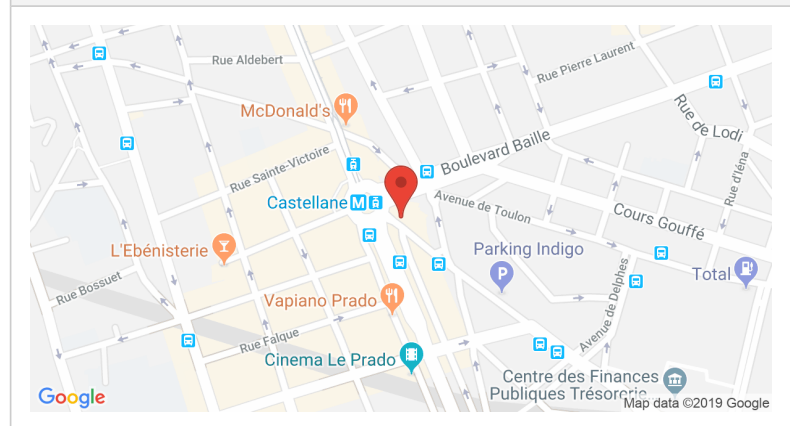 Rue Aldebert
Rue Pierre Laurent
McDonald's
Rue de Lodi
Boulevard Baille
Rue Sainte-Victoire
Rue d'Iéna
Castellane M
Avenue de Toulon
Cours Gouffé
L'Ebénisterie
Parking Indigo
P
Total
Rue Bossuet
Avenue de Delphes
Vapiano Prado
Rue Falque
Cinema Le Prado
Centre des Finances
Publiques Trésorerie
Google
Map data ©2019 Google